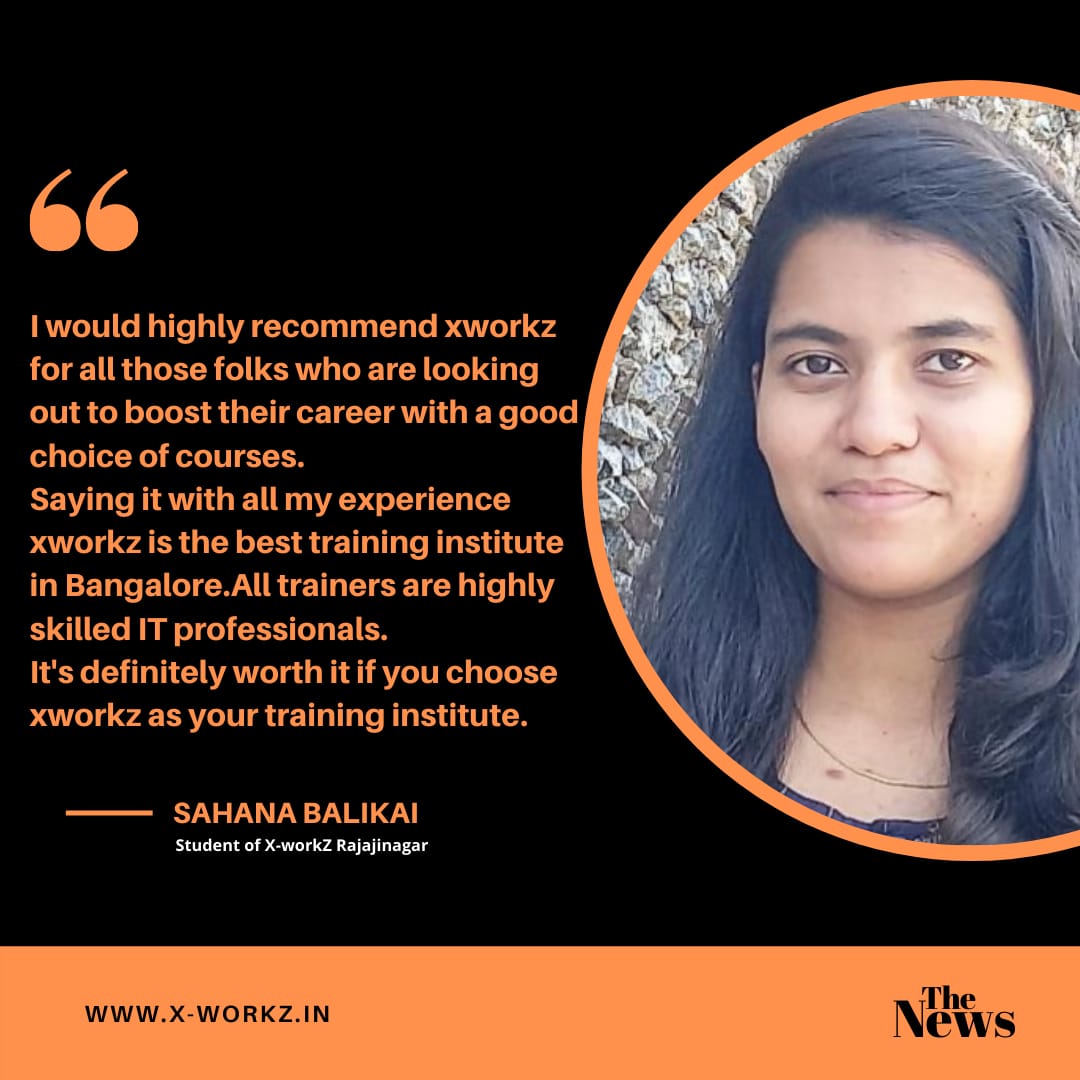 I would highly recommend xworkz
for all those folks who are looking
out to boost their career with a good
choice of courses.
Saying it with all my experience
xworkz is the best training institute
in Bangalore.All trainers are highly
skilled IT professionals.
It's definitely worth it if you choose
xworkz as your training institute.
SAHANA BALIKAI
Student of X-workZ Rajajinagar
WWW.X-WORKZ.IN
The
News